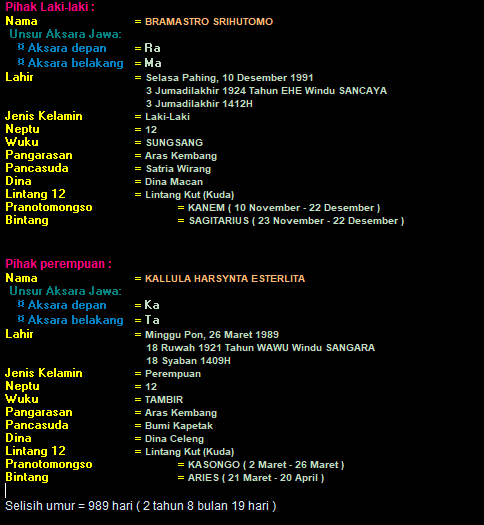 Pihak Laki-laki :
Nama = BRAMASTRO SRIHUTOMO
Unsur Aksara Jawa:
¤ Aksara depan = Ra
¤ Aksara belakang = Ma
Lahir = Selasa Pahing, 10 Desember 1991
3 Jumadilakhir 1924 Tahun EHE Windu SANCAYA
3 Jumadilakhir 1412H
Jenis Kelamin = Laki-Laki
Neptu = 12
Wuku = SUNGSANG
Pangarasan = Aras Kembang
Pancasuda = Satria Wirang
Dina = Dina Macan
Lintang 12 = Lintang Kut (Kuda)
Pranotomongso = KANEM ( 10 November - 22 Desember )
Bintang = SAGITARIUS ( 23 November - 22 Desember )
Pihak perempuan :
Nama = KALLULA HARSYNTA ESTERLITA
Unsur Aksara Jawa:
¤ Aksara depan = Ka
¤ Aksara belakang = Ta
Lahir = Minggu Pon, 26 Maret 1989
18 Ruwah 1921 Tahun WAWU Windu SANGARA
18 Syaban 1409H
Jenis Kelamin = Perempuan
Neptu = 12
Wuku = TAMBIR
Pangarasan = Aras Kembang
Pancasuda = Bumi Kapetak
Dina = Dina Celeng
Lintang 12 = Lintang Kut (Kuda)
Pranotomongso = KASONGO ( 2 Maret - 26 Maret )
Bintang = ARIES ( 21 Maret - 20 April )
Selisih umur = 989 hari ( 2 tahun 8 bulan 19 hari )